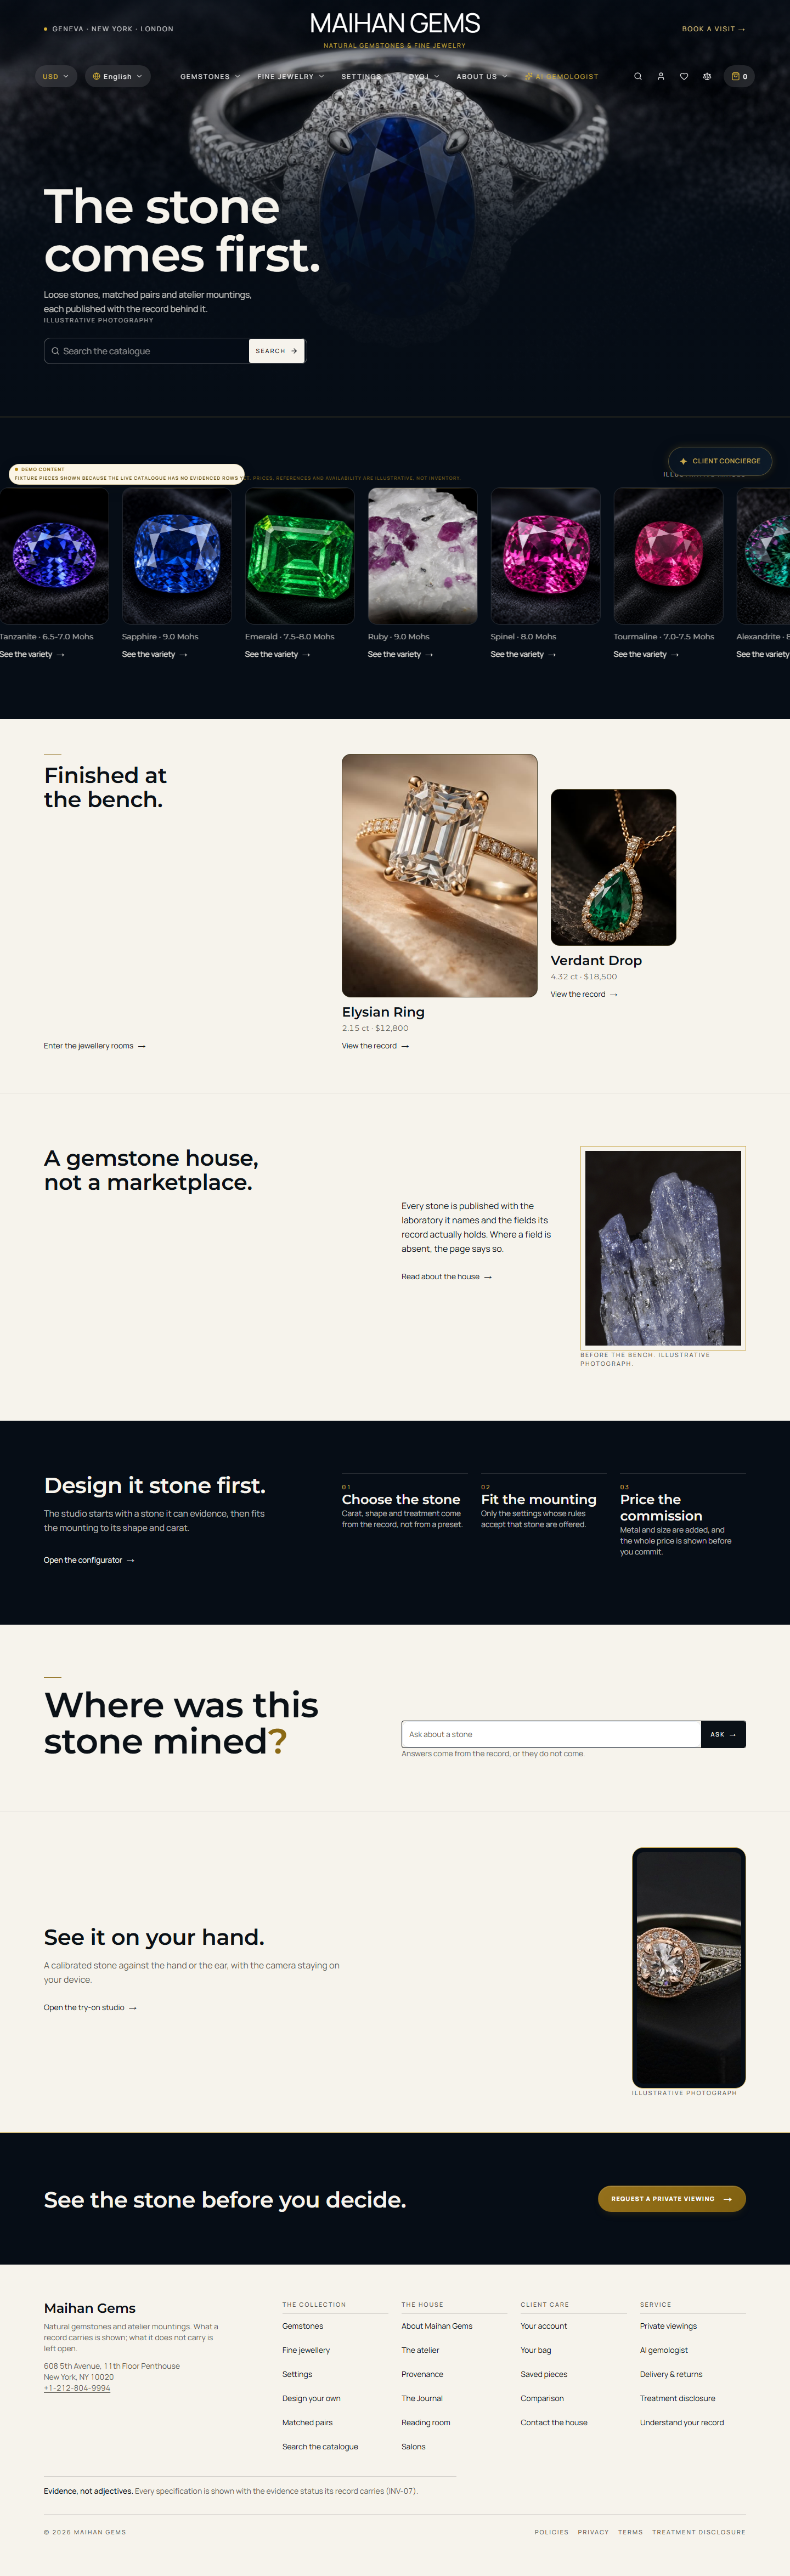 GENEVA · NEW YORK · LONDON
MAIHAN GEMS
NATURAL GEMSTONES & FINE JEWELRY
BOOK A VISIT →
USD
English
GEMSTONES
FINE JEWELRY
SETTINGS
DYOJ
ABOUT US
AI GEMOLOGIST
0
The stone
comes first.
Loose stones, matched pairs and atelier mountings,
each published with the record behind it.
ILLUSTRATIVE PHOTOGRAPHY
Search the catalogue
SEARCH →
CLIENT CONCIERGE
DEMO CONTENT
FIXTURE PIECES SHOWN BECAUSE THE LIVE CATALOGUE HAS NO EVIDENCED ROWS YET. PRICES, REFERENCES AND AVAILABILITY ARE ILLUSTRATIVE, NOT INVENTORY.
Tanzanite · 6.5-7.0 Mohs
See the variety →
Sapphire · 9.0 Mohs
See the variety →
Emerald · 7.5-8.0 Mohs
See the variety →
Ruby · 9.0 Mohs
See the variety →
Spinel · 8.0 Mohs
See the variety →
Tourmaline · 7.0-7.5 Mohs
See the variety →
Alexandrite · 8
See the variety
Finished at
the bench.
Enter the jewellery rooms →
Elysian Ring
2.15 ct · $12,800
View the record →
Verdant Drop
4.32 ct · $18,500
View the record →
A gemstone house,
not a marketplace.
Every stone is published with the
laboratory it names and the fields its
record actually holds. Where a field is
absent, the page says so.
Read about the house →
BEFORE THE BENCH. ILLUSTRATIVE
PHOTOGRAPH.
Design it stone first.
The studio starts with a stone it can evidence, then fits
the mounting to its shape and carat.
Open the configurator →
01
Choose the stone
Carat, shape and treatment come
from the record, not from a preset.
02
Fit the mounting
Only the settings whose rules
accept that stone are offered.
03
Price the
commission
Metal and size are added, and
the whole price is shown before
you commit.
Where was this
stone mined?
Ask about a stone
ASK →
Answers come from the record, or they do not come.
See it on your hand.
A calibrated stone against the hand or the ear, with the camera staying on
your device.
Open the try-on studio →
ILLUSTRATIVE PHOTOGRAPH
See the stone before you decide.
REQUEST A PRIVATE VIEWING →
Maihan Gems
Natural gemstones and atelier mountings. What a
record carries is shown; what it does not carry is
left open.
608 5th Avenue, 11th Floor Penthouse
New York, NY 10020
+1-212-804-9994
THE COLLECTION
Gemstones
Fine jewellery
Settings
Design your own
Matched pairs
Search the catalogue
THE HOUSE
About Maihan Gems
The atelier
Provenance
The Journal
Reading room
Salons
CLIENT CARE
Your account
Your bag
Saved pieces
Comparison
Contact the house
SERVICE
Private viewings
AI gemologist
Delivery & returns
Treatment disclosure
Understand your record
Evidence, not adjectives. Every specification is shown with the evidence status its record carries (INV-07).
© 2026 MAIHAN GEMS
POLICIES
PRIVACY
TERMS
TREATMENT DISCLOSURE